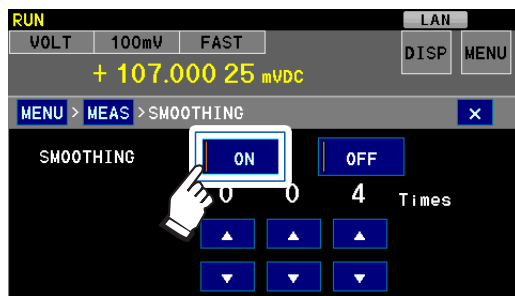 RUN LAN
VOLT 100mV FAST DISP MENU
+ 107.000 25 mVDC
MENU > MEAS > SMOOTHING ×
SMOOTHING ON OFF
0 0 4 Times